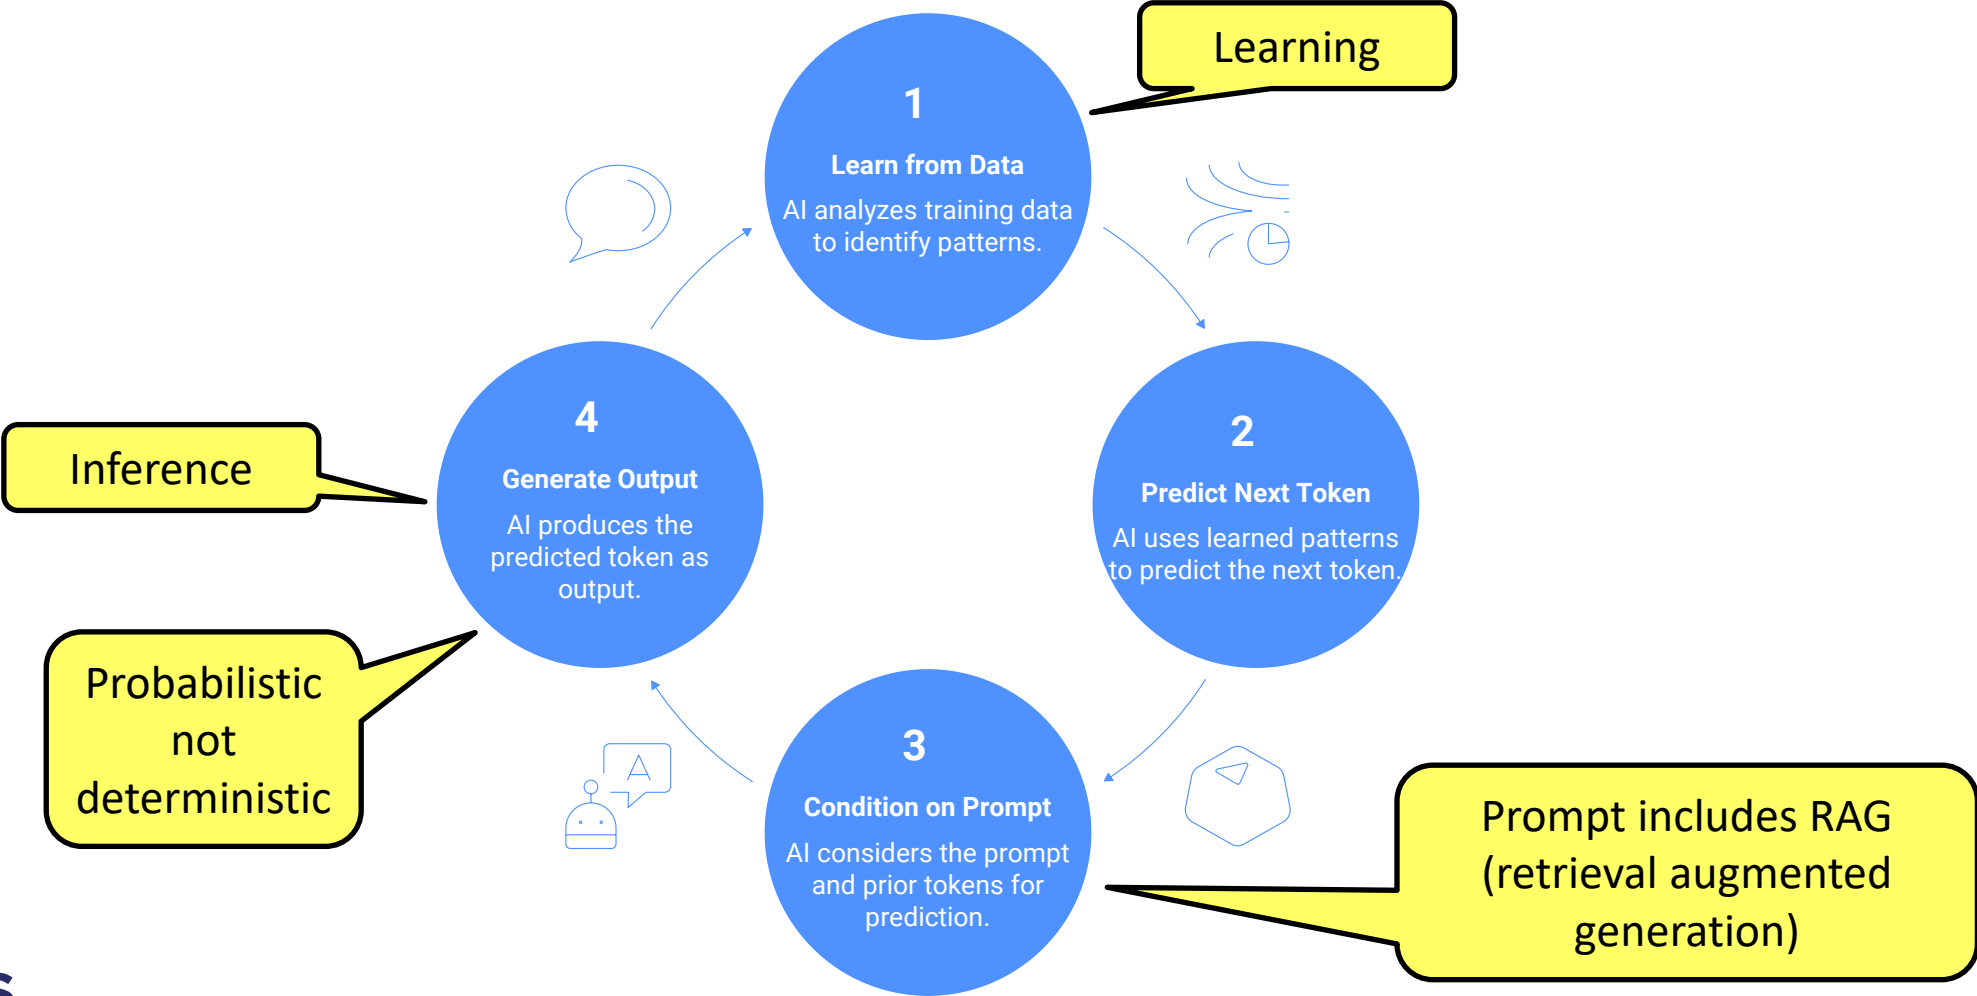 Learning
1
Learn from Data
AI analyzes training data
to identify patterns.
4
Generate Output
AI produces the
predicted token as
output.
Inference
2
Predict Next Token
AI uses learned patterns
to predict the next token.
Probabilistic
not
deterministic
A
3
Condition on Prompt
AI considers the prompt
and prior tokens for
prediction.
Prompt includes RAG
(retrieval augmented
generation)